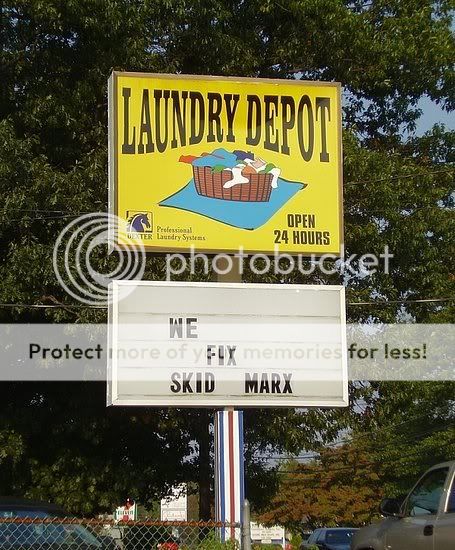 LAUNDRY DEPOT
OPEN
24 HOURS
DEXTER
Professional
Laundry Systems
photobucket
WE
Protect more of your memories for less!
FIX
SKID MARX